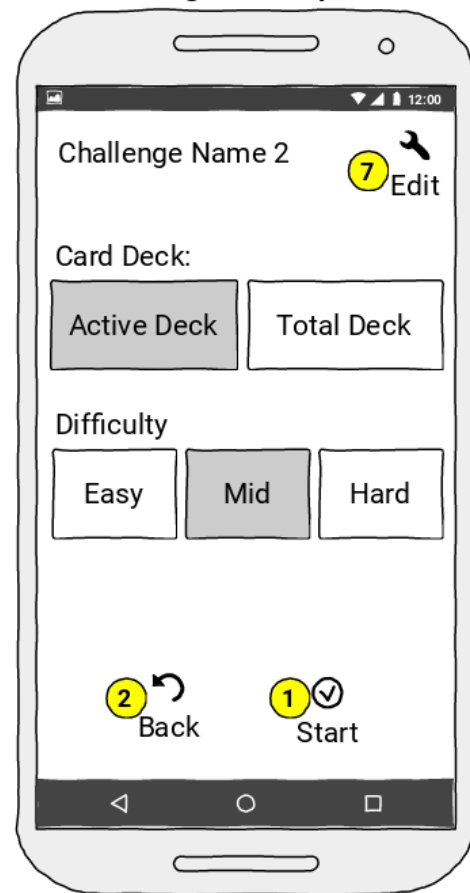 12:00
Challenge Name 2
7
Edit
Card Deck:
Active Deck Total Deck
Difficulty
Easy Mid Hard
2 1
Back Start